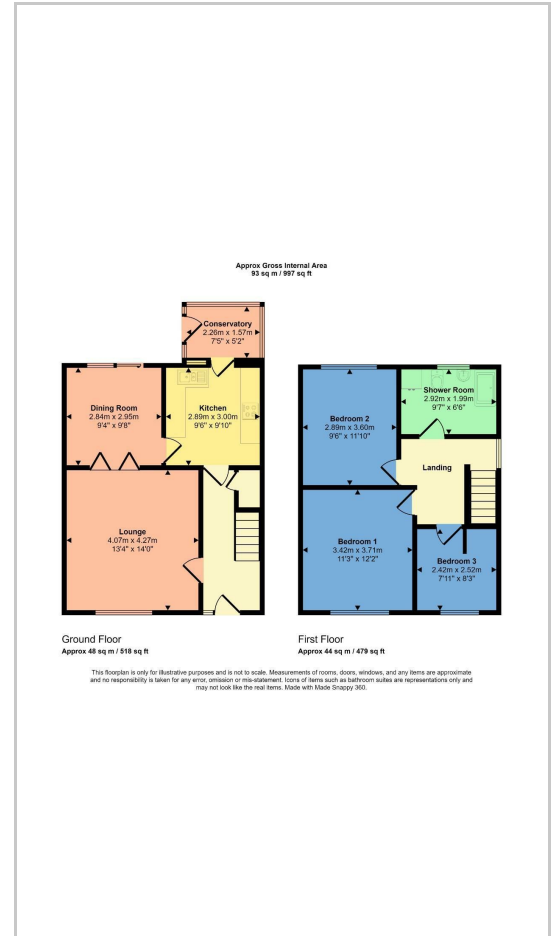 Approx Gross Internal Area
93 sq m / 997 sq ft
Conservatory
2.26m x 1.57m
7'5" x 5'2"
Dining Room
2.84m x 2.95m
9'4" x 9'8"
Kitchen
2.89m x 3.00m
9'6" x 9'10"
Lounge
4.07m x 4.27m
13'4" x 14'0"
Ground Floor
Approx 48 sq m / 518 sq ft
Shower Room
2.92m x 1.99m
9'7" x 6'6"
Bedroom 2
2.89m x 3.60m
9'6" x 11'10"
Landing
Bedroom 1
3.42m x 3.71m
11'3" x 12'2"
Bedroom 3
2.42m x 2.52m
7'11" x 8'3"
First Floor
Approx 44 sq m / 479 sq ft
This floorplan is only for illustrative purposes and is not to scale. Measurements of rooms, doors, windows, and any items are approximate
and no responsibility is taken for any error, omission or mis-statement. Icons of items such as bathroom suites are representations only and
may not look like the real items. Made with Made Snappy 360.